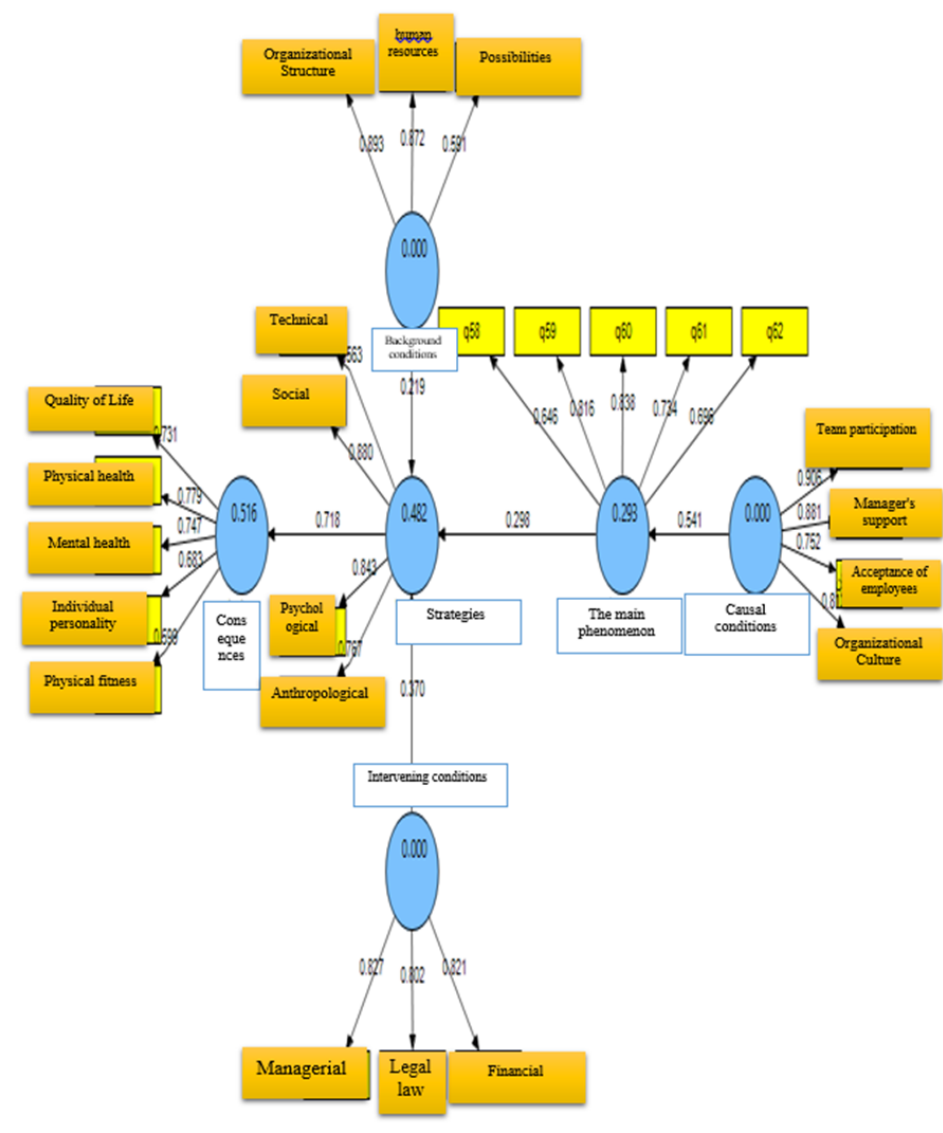 human
resources
Organizational
Structure
Possibilities
0.893
0.872
0.591
0.000
Background
conditions
Technical
Social
0.880
q58
q59
q60
q61
q62
0.219
0.646
0.816
0.838
0.734
0.698
Quality of Life
Physical health
Mental health
Individual
personality
Physical fitness
0.779
0.747
0.683
0.516
0.718
0.482
0.298
0.293
0.541
0.000
Team participation
Manager's
support
Acceptance of
employees
Organizational
Culture
0.906
0.881
0.752
Cons
eque
nces
0.843
Psychol
ogical
Anthropological
Strategies
The main
phenomenon
Causal
conditions
0.370
Intervening conditions
0.000
0.827
0.802
0.821
Managerial
Legal
law
Financial